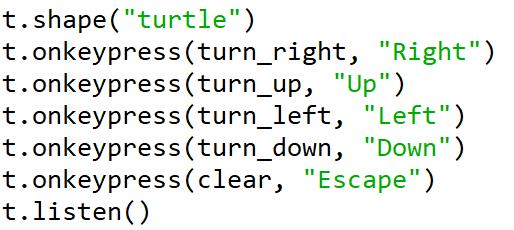 t.shape("turtle")
t.onkeypress(turn_right, "Right")
t.onkeypress(turn_up, "Up")
t.onkeypress(turn_left, "Left")
t.onkeypress(turn_down, "Down")
t.onkeypress(clear, "Escape")
t.listen()